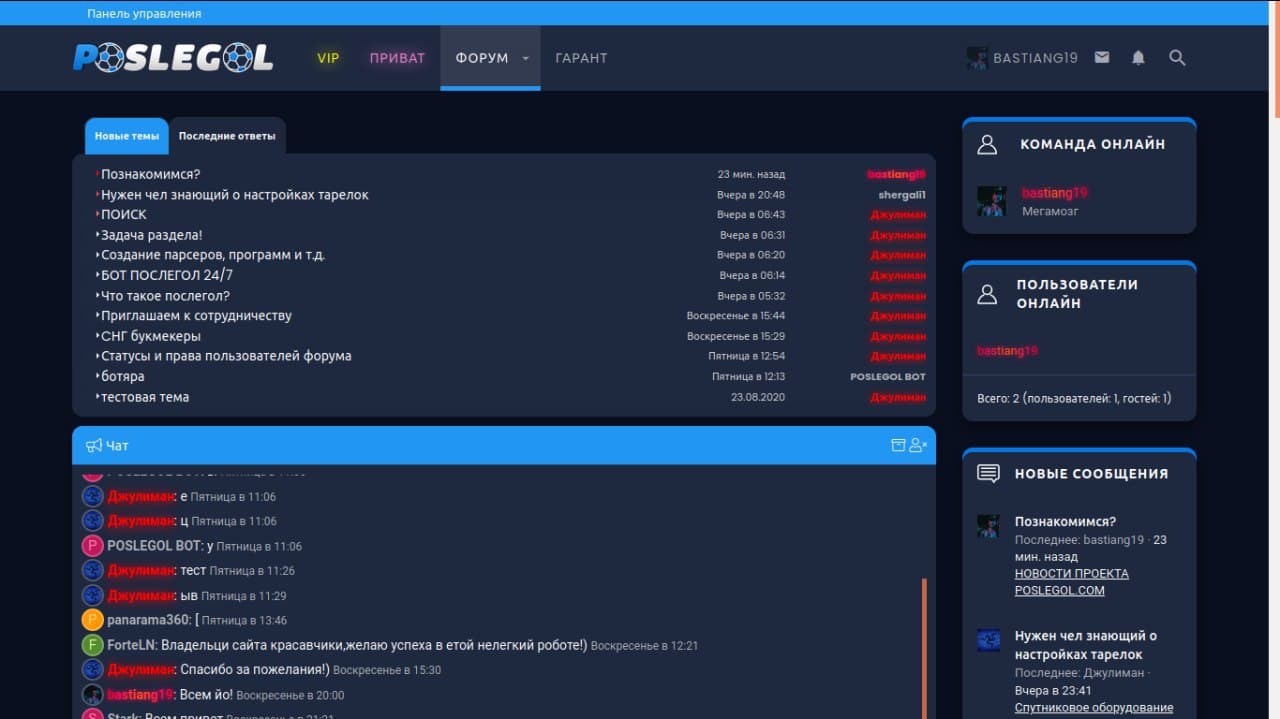 Панель управления
POSLEGOL VIP ПРИВАТ ФОРУМ ГАРАНТ BASTIANG19
Новые темы Последние ответы
Познакомимся? 23 мин. назад bastiang19
Нужен чел знающий о настройках тарелок Вчера в 20:48 shergali1
ПОИСК Вчера в 06:43 Джулиман
Задача раздела! Вчера в 06:31 Джулиман
Создание парсеров, программ и т.д. Вчера в 06:20 Джулиман
БОТ ПОСЛЕГОЛ 24/7 Вчера в 06:14 Джулиман
Что такое послегол? Вчера в 05:32 Джулиман
Приглашаем к сотрудничеству Воскресенье в 15:44 Джулиман
СНГ букмекеры Воскресенье в 15:29 Джулиман
Статусы и права пользователей форума Пятница в 12:54 Джулиман
ботяра Пятница в 12:13 POSLEGOL BOT
тестовая тема 23.08.2020 Джулиман
Чат
Джулиман: е Пятница в 11:06
Джулиман: ц Пятница в 11:06
P POSLEGOL BOT: у Пятница в 11:06
Джулиман: тест Пятница в 11:26
Джулиман: ыв Пятница в 11:29
P panarama360: [ Пятница в 13:46
F ForteLN: Владельци сайта красавчики,желаю успеха в етой нелегкий роботе!) Воскресенье в 12:21
Джулиман: Спасибо за пожелания!) Воскресенье в 15:30
bastiang19: Всем йо! Воскресенье в 20:00
S Stark: Всем привет Воскресенье в 21:21
КОМАНДА ОНЛАЙН
bastiang19
Мегамозг
ПОЛЬЗОВАТЕЛИ
ОНЛАЙН
bastiang19
Всего: 2 (пользователей: 1, гостей: 1)
НОВЫЕ СООБЩЕНИЯ
Познакомимся?
Последнее: bastiang19 · 23
мин. назад
НОВОСТИ ПРОЕКТА
POSLEGOL.COM
Нужен чел знающий о
настройках тарелок
Последнее: Джулиман ·
Вчера в 23:41
Спутниковое оборудование